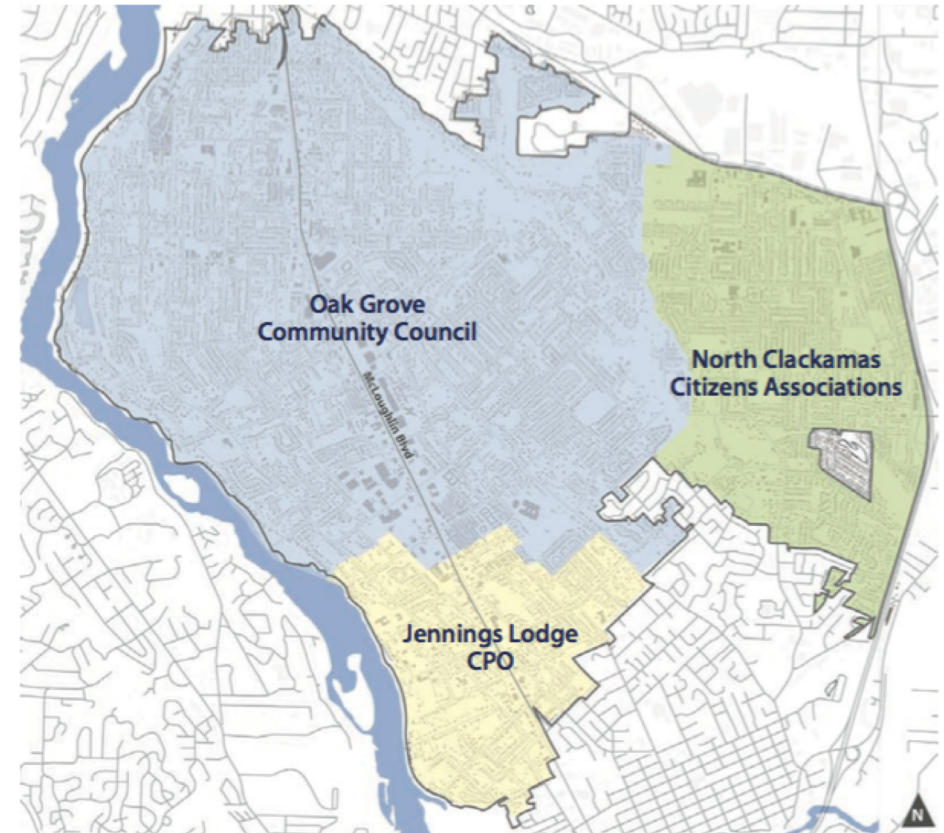 Oak Grove
Community Council
North Clackamas
Citizens Associations
McLoughlin Blvd
Jennings Lodge
CPO
N